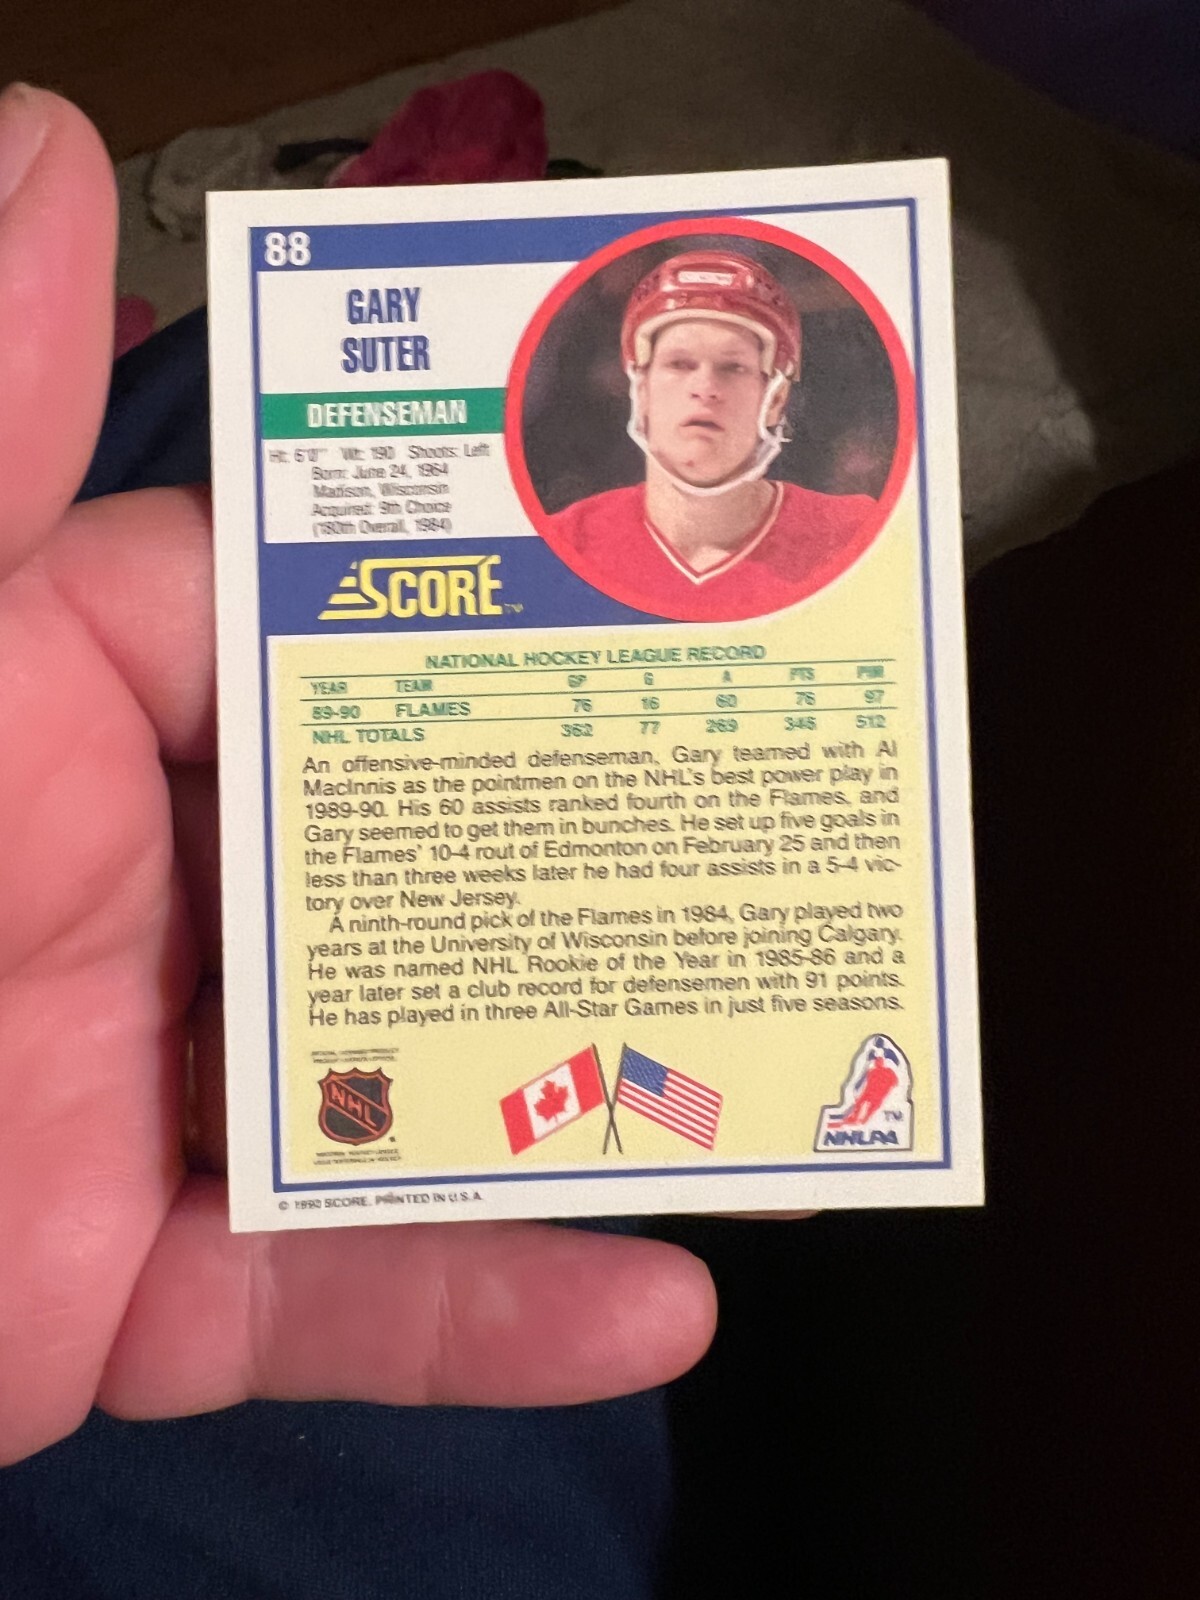 88
GARY
SUTER
DEFENSEMAN
Ht: 6'0" Wt: 190 Shoots: Left
Born: June 24, 1964
Madison, Wisconsin
Acquired: 9th Choice
(180th Overall, 1984)
SCORE TM
NATIONAL HOCKEY LEAGUE RECORD
YEAR TEAM GP G A PTS PIM
89-90 FLAMES 76 16 60 76 97
NHL TOTALS 362 77 269 346 512
An offensive-minded defenseman, Gary teamed with Al
MacInnis as the pointmen on the NHL's best power play in
1989-90. His 60 assists ranked fourth on the Flames, and
Gary seemed to get them in bunches. He set up five goals in
the Flames' 10-4 rout of Edmonton on February 25 and then
less than three weeks later he had four assists in a 5-4 vic-
tory over New Jersey.
A ninth-round pick of the Flames in 1984, Gary played two
years at the University of Wisconsin before joining Calgary.
He was named NHL Rookie of the Year in 1985-86 and a
year later set a club record for defensemen with 91 points.
He has played in three All-Star Games in just five seasons.
NHL
TM
NHLPA
© 1990 SCORE, PRINTED IN U.S.A.